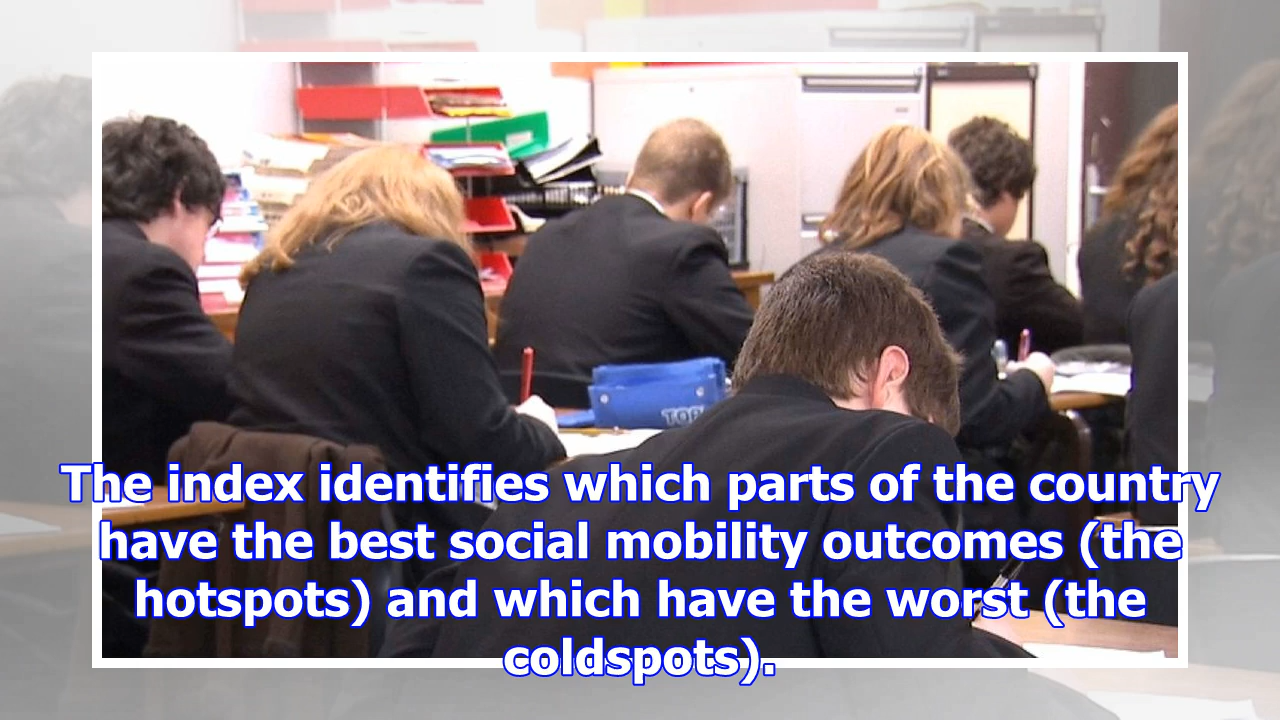 TOP
The index identifies which parts of the country
have the best social mobility outcomes (the
hotspots) and which have the worst (the
coldspots).